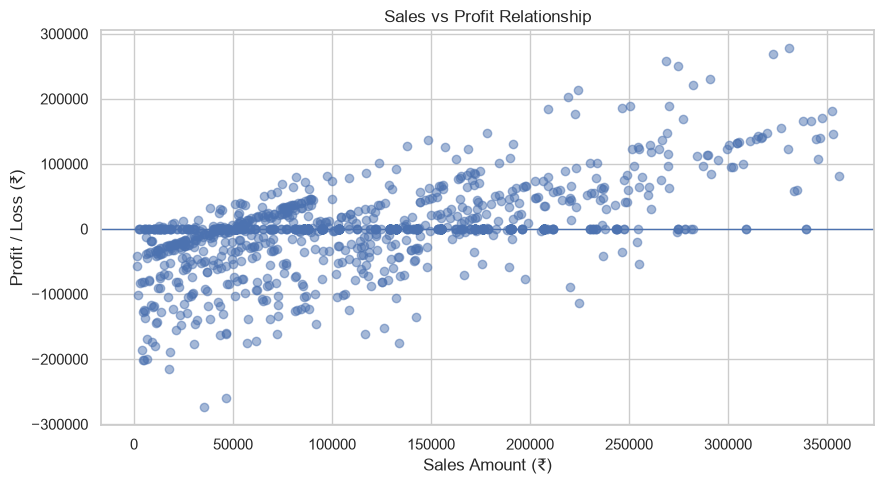 Sales vs Profit Relationship
300000
200000
100000
0
−100000
−200000
−300000
Profit / Loss (₹)
0 50000 100000 150000 200000 250000 300000 350000
Sales Amount (₹)